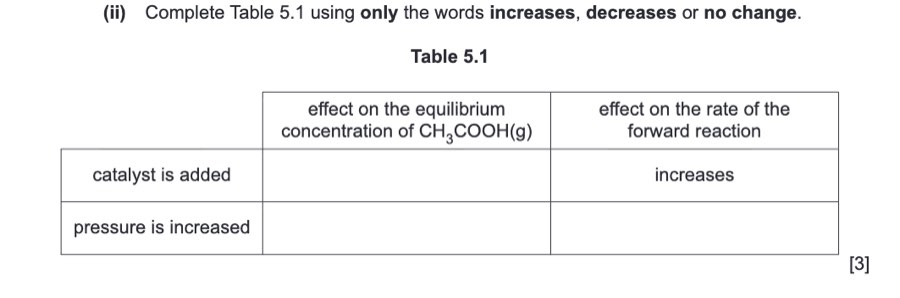 (ii) Complete Table 5.1 using only the words increases, decreases or no change.
Table 5.1
effect on the equilibrium
concentration of CH₃COOH(g)
effect on the rate of the
forward reaction
catalyst is added
increases
pressure is increased
[3]